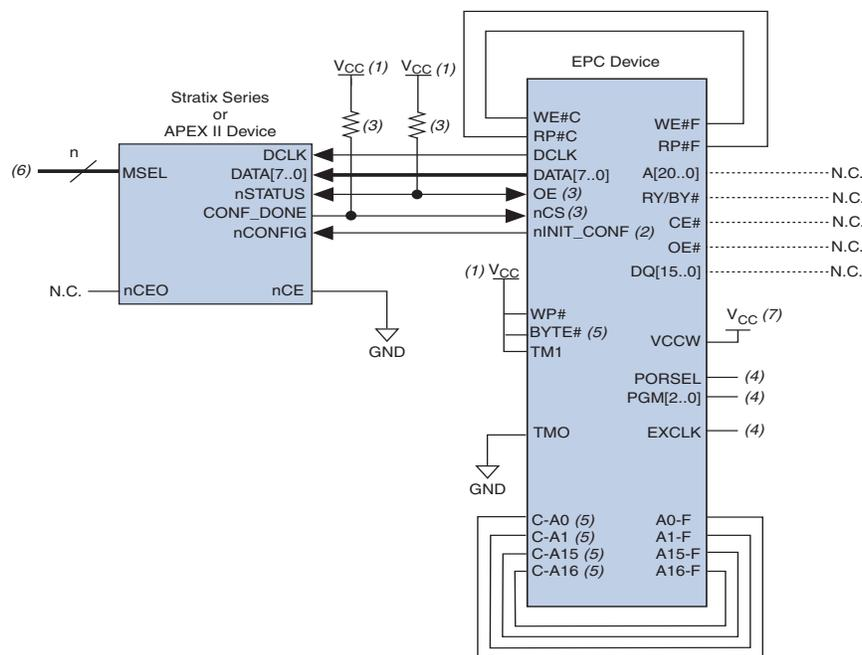 EPC Device
V_CC (1)
V_CC (1)
Stratix Series
or
APEX II Device
(3)
(3)
n
(6)
MSEL
DCLK
DATA[7..0]
nSTATUS
CONF_DONE
nCONFIG
N.C.
nCEO
nCE
GND
WE#C
RP#C
DCLK
DATA[7..0]
OE (3)
nCS (3)
nINIT_CONF (2)
(1) V_CC
WP#
BYTE# (5)
TM1
TMO
GND
C-A0 (5)
C-A1 (5)
C-A15 (5)
C-A16 (5)
WE#F
RP#F
A[20..0]
N.C.
RY/BY#
N.C.
CE#
N.C.
OE#
N.C.
DQ[15..0]
N.C.
V_CC (7)
VCCW
PORSEL
(4)
PGM[2..0]
(4)
EXCLK
(4)
A0-F
A1-F
A15-F
A16-F